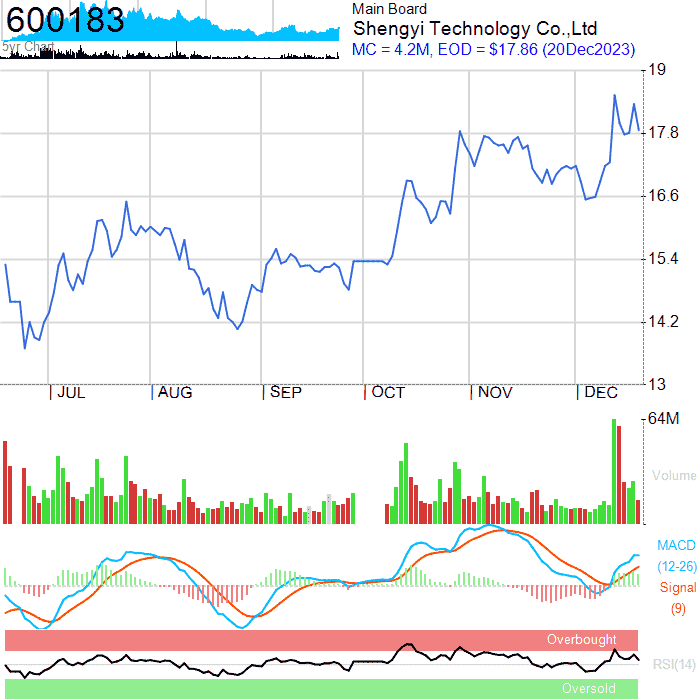 600183
5yr Chart
Main Board
Shengyi Technology Co.,Ltd
MC = 4.2M, EOD = $17.86 (20Dec2023)
19
17.8
16.6
15.4
14.2
13
JUL
AUG
SEP
OCT
NOV
DEC
64M
Volume
MACD
(12-26)
Signal
(9)
Overbought
RSI(14)
Oversold